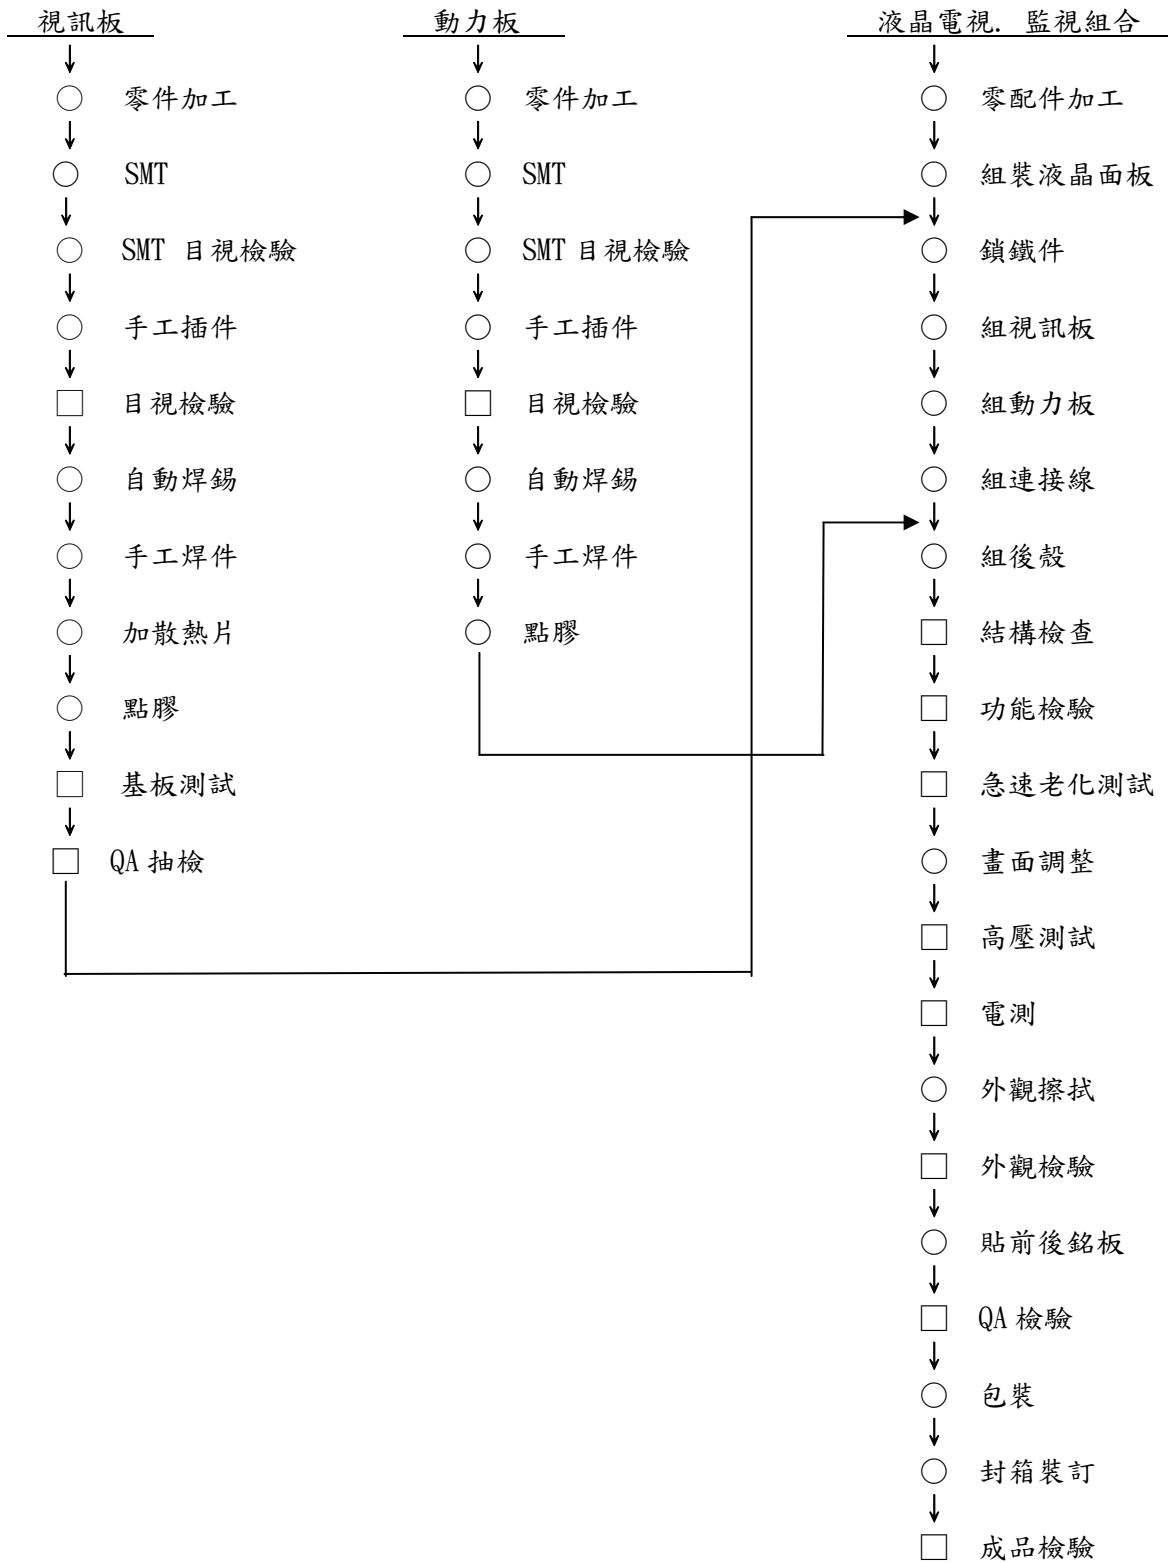 視訊板
零件加工
SMT
SMT 目視檢驗
手工插件
目視檢驗
自動焊錫
手工焊件
加散熱片
點膠
基板測試
QA 抽檢
動力板
零件加工
SMT
SMT 目視檢驗
手工插件
目視檢驗
自動焊錫
手工焊件
點膠
液晶電視. 監視組合
零配件加工
組裝液晶面板
鎖鐵件
組視訊板
組動力板
組連接線
組後殼
結構檢查
功能檢驗
急速老化測試
畫面調整
高壓測試
電測
外觀擦拭
外觀檢驗
貼前後銘板
QA 檢驗
包裝
封箱裝訂
成品檢驗